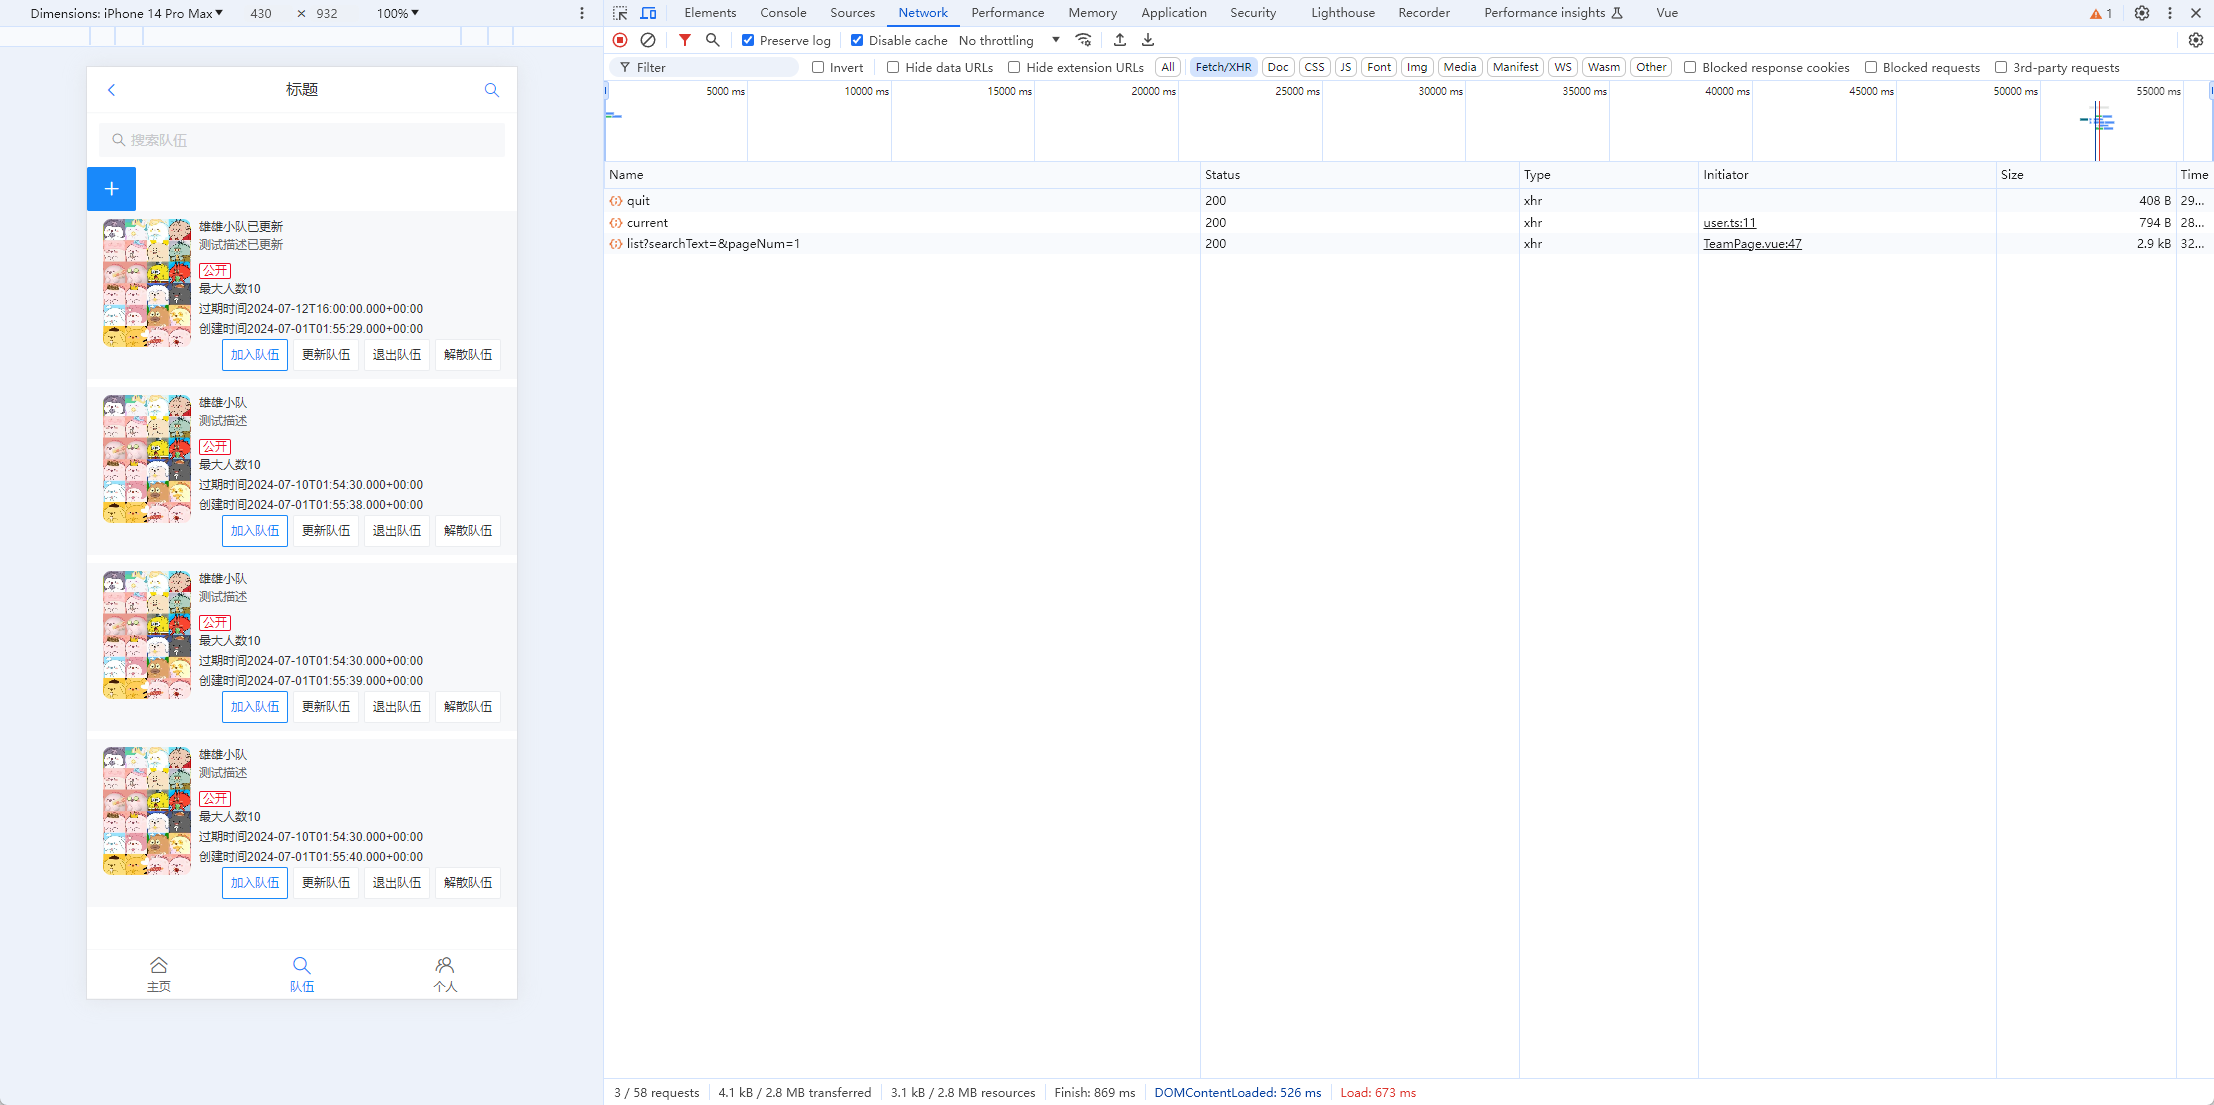 Dimensions: iPhone 14 Pro Max ▼ 430 × 932 100% ▼
标题
搜索队伍
+
雄雄小队已更新
测试描述已更新
公开
最大人数10
过期时间2024-07-12T16:00:00.000+00:00
创建时间2024-07-01T01:55:29.000+00:00
加入队伍 更新队伍 退出队伍 解散队伍
雄雄小队
测试描述
公开
最大人数10
过期时间2024-07-10T01:54:30.000+00:00
创建时间2024-07-01T01:55:38.000+00:00
加入队伍 更新队伍 退出队伍 解散队伍
雄雄小队
测试描述
公开
最大人数10
过期时间2024-07-10T01:54:30.000+00:00
创建时间2024-07-01T01:55:39.000+00:00
加入队伍 更新队伍 退出队伍 解散队伍
雄雄小队
测试描述
公开
最大人数10
过期时间2024-07-10T01:54:30.000+00:00
创建时间2024-07-01T01:55:40.000+00:00
加入队伍 更新队伍 退出队伍 解散队伍
主页 队伍 个人
Elements Console Sources Network Performance Memory Application Security Lighthouse Recorder Performance insights Vue 1
Preserve log Disable cache No throttling
Filter Invert Hide data URLs Hide extension URLs All Fetch/XHR Doc CSS JS Font Img Media Manifest WS Wasm Other Blocked response cookies Blocked requests 3rd-party requests
5000 ms 10000 ms 15000 ms 20000 ms 25000 ms 30000 ms 35000 ms 40000 ms 45000 ms 50000 ms 55000 ms
Name Status Type Initiator Size Time
quit 200 xhr 408 B 29...
current 200 xhr user.ts:11 794 B 28...
list?searchText=&pageNum=1 200 xhr TeamPage.vue:47 2.9 kB 32...
3 / 58 requests 4.1 kB / 2.8 MB transferred 3.1 kB / 2.8 MB resources Finish: 869 ms DOMContentLoaded: 526 ms Load: 673 ms